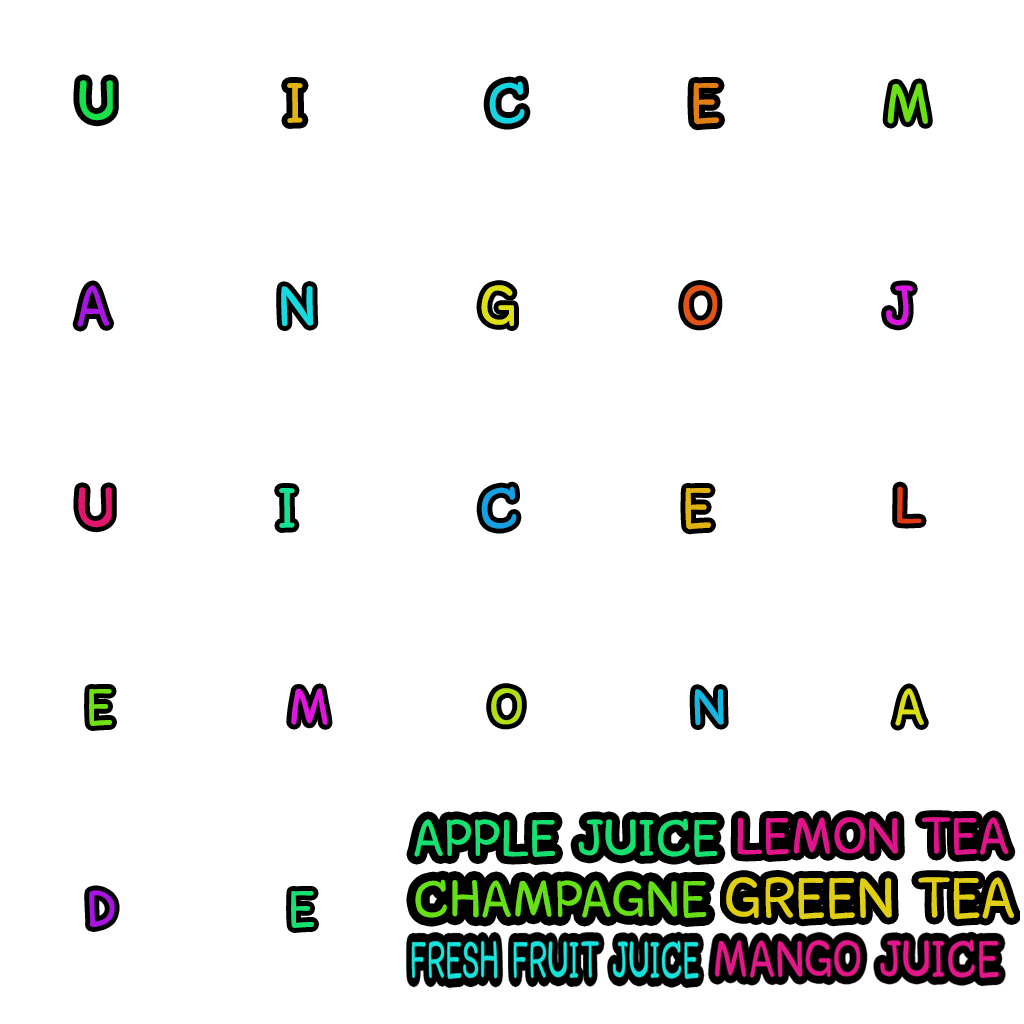 U I C E M
A N G O J
U I C E L
E M O N A
D E
APPLE JUICE LEMON TEA
CHAMPAGNE GREEN TEA
FRESH FRUIT JUICE MANGO JUICE